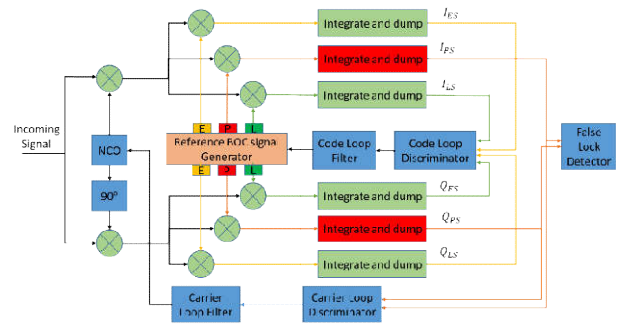 Integrate and dump
I_ES
Integrate and dump
I_PS
Integrate and dump
I_LS
Incoming
Signal
NCO
90°
E P L
Reference BOC signal
Generator
E P L
Code Loop
Filter
Code Loop
Discriminator
False
Lock
Detector
Integrate and dump
Q_ES
Integrate and dump
Q_PS
Integrate and dump
Q_LS
Carrier
Loop Filter
Carrier Loop
Discriminator